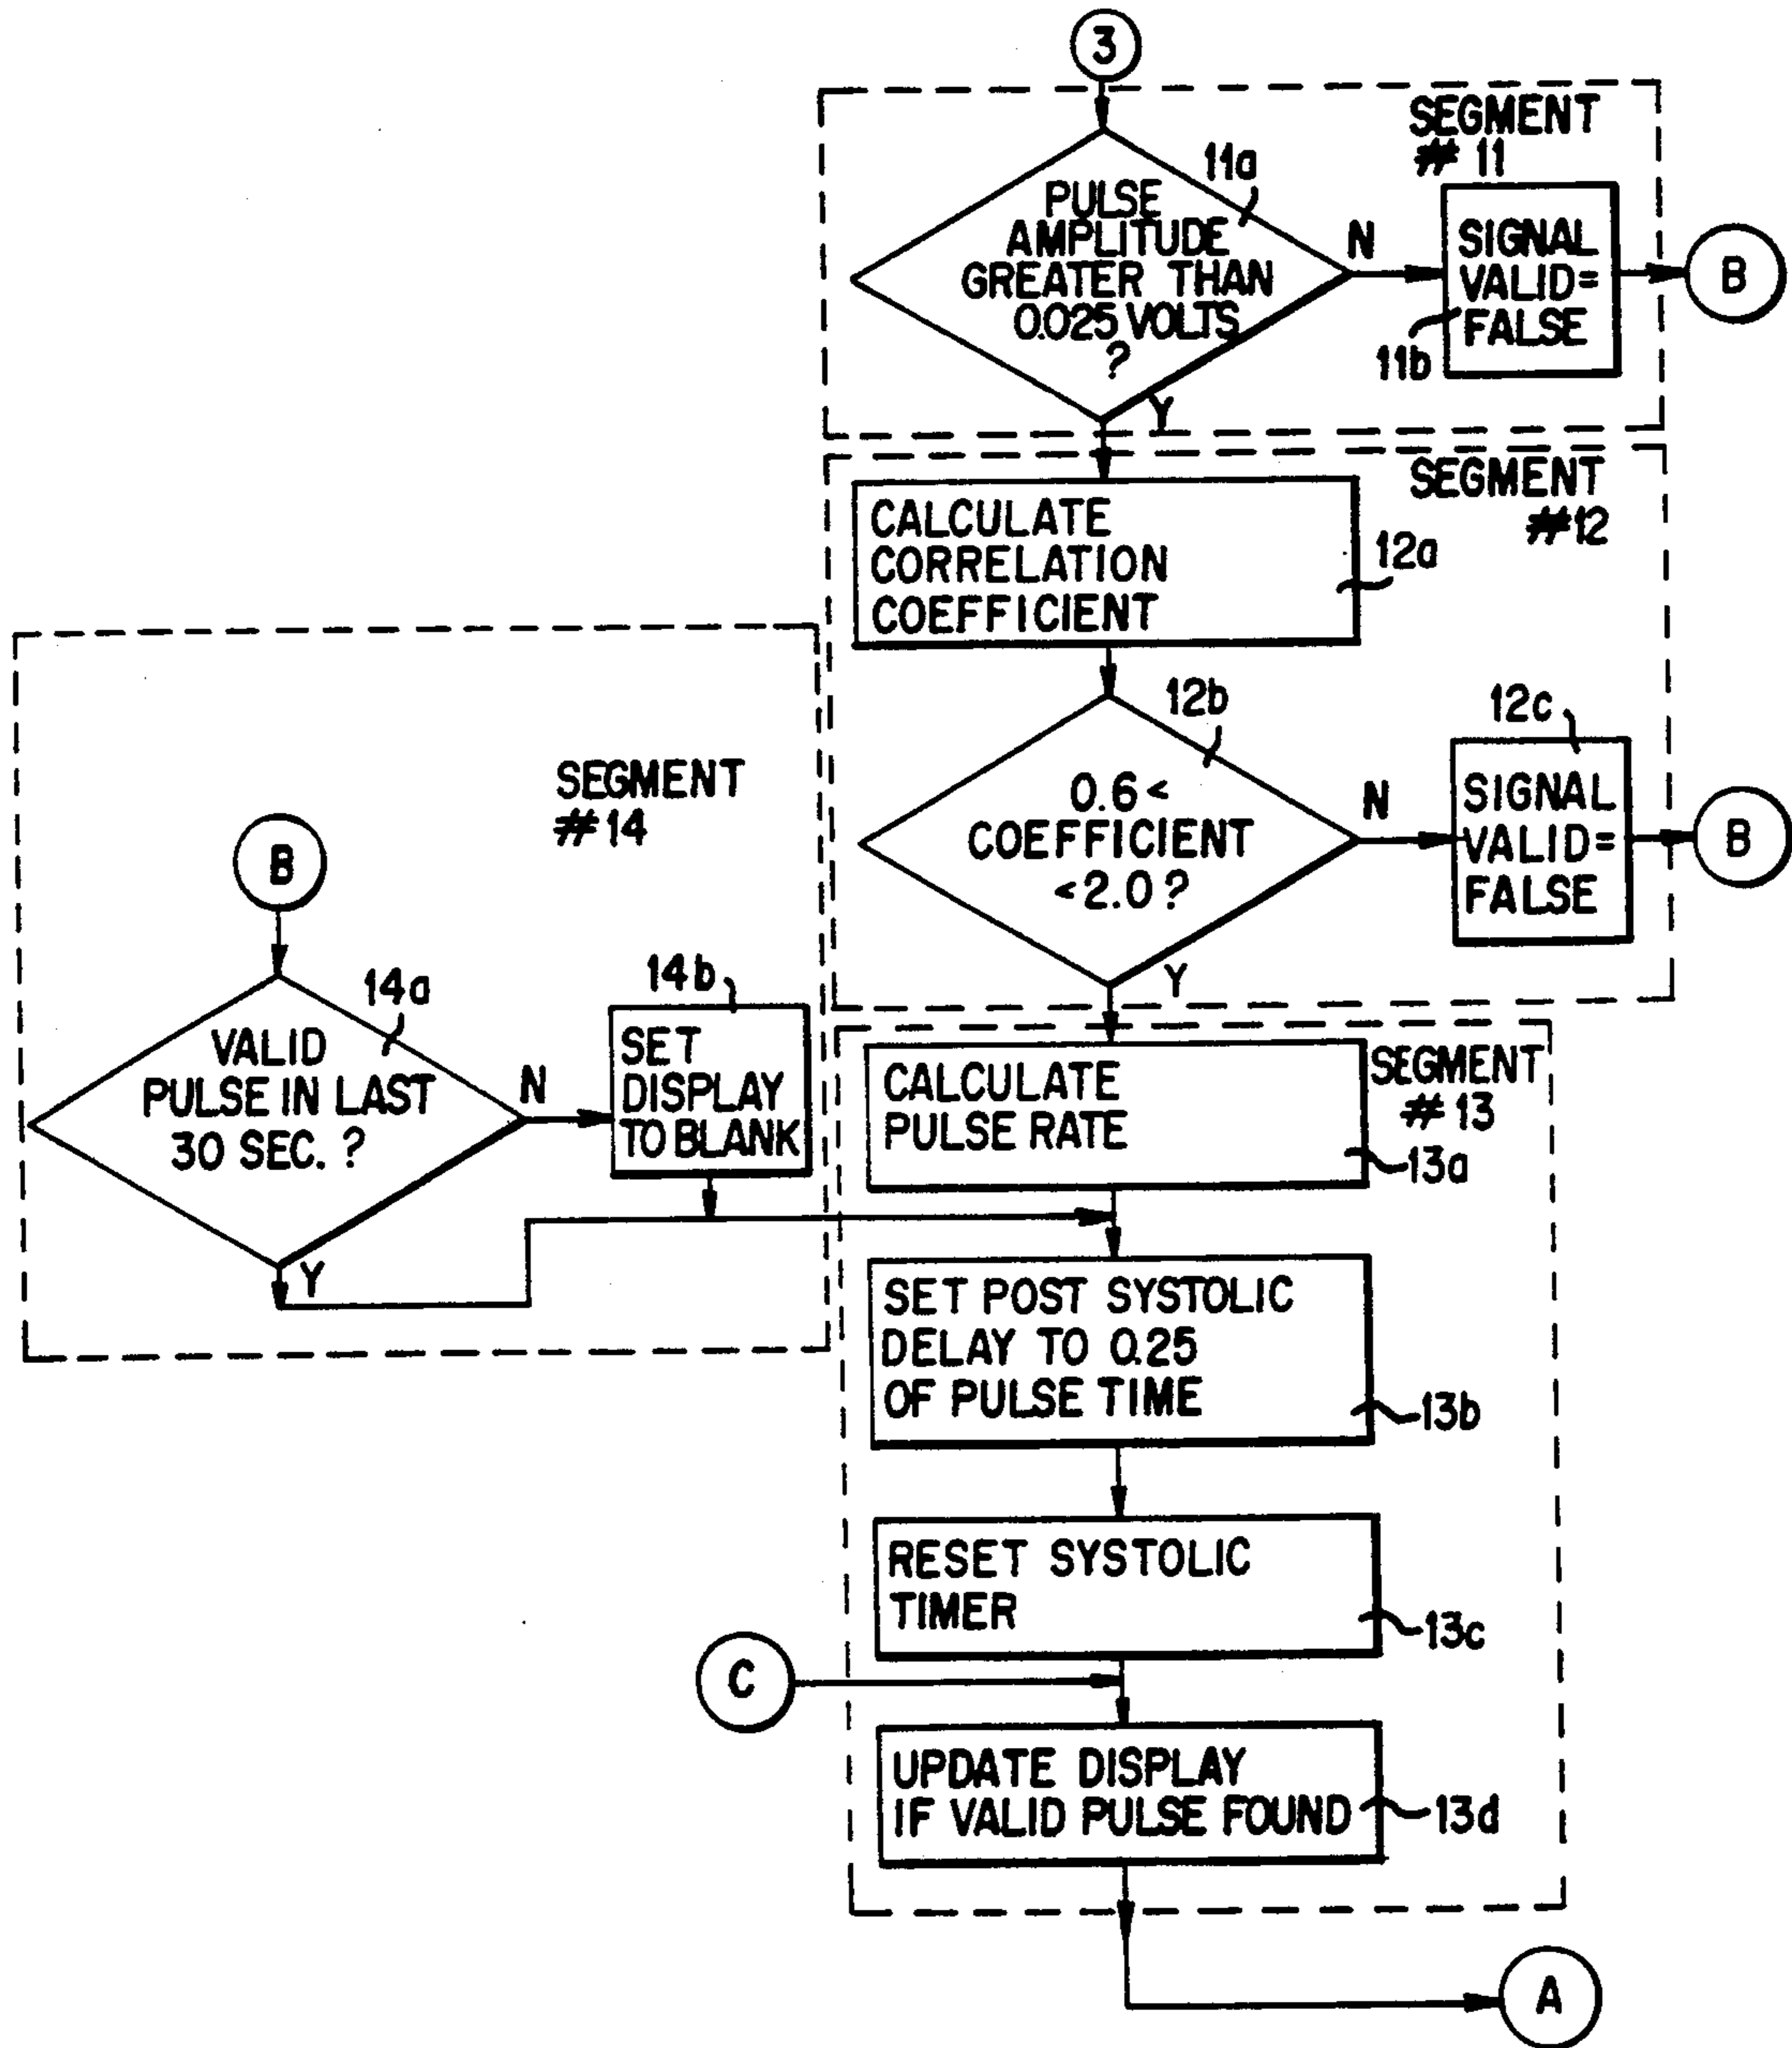 3
SEGMENT
# 11
11a
PULSE
AMPLITUDE
GREATER THAN
0.025 VOLTS
?
N
SIGNAL
VALID=
FALSE
11b
B
Y
SEGMENT
#12
CALCULATE
CORRELATION
COEFFICIENT
12a
12b
0.6<
COEFFICIENT
<2.0?
N
12c
SIGNAL
VALID=
FALSE
B
Y
SEGMENT
#14
B
14a
VALID
PULSE IN LAST
30 SEC. ?
N
14b
SET
DISPLAY
TO BLANK
Y
SEGMENT
# 13
CALCULATE
PULSE RATE
13a
SET POST SYSTOLIC
DELAY TO 0.25
OF PULSE TIME
13b
RESET SYSTOLIC
TIMER
13c
C
UPDATE DISPLAY
IF VALID PULSE FOUND
13d
A